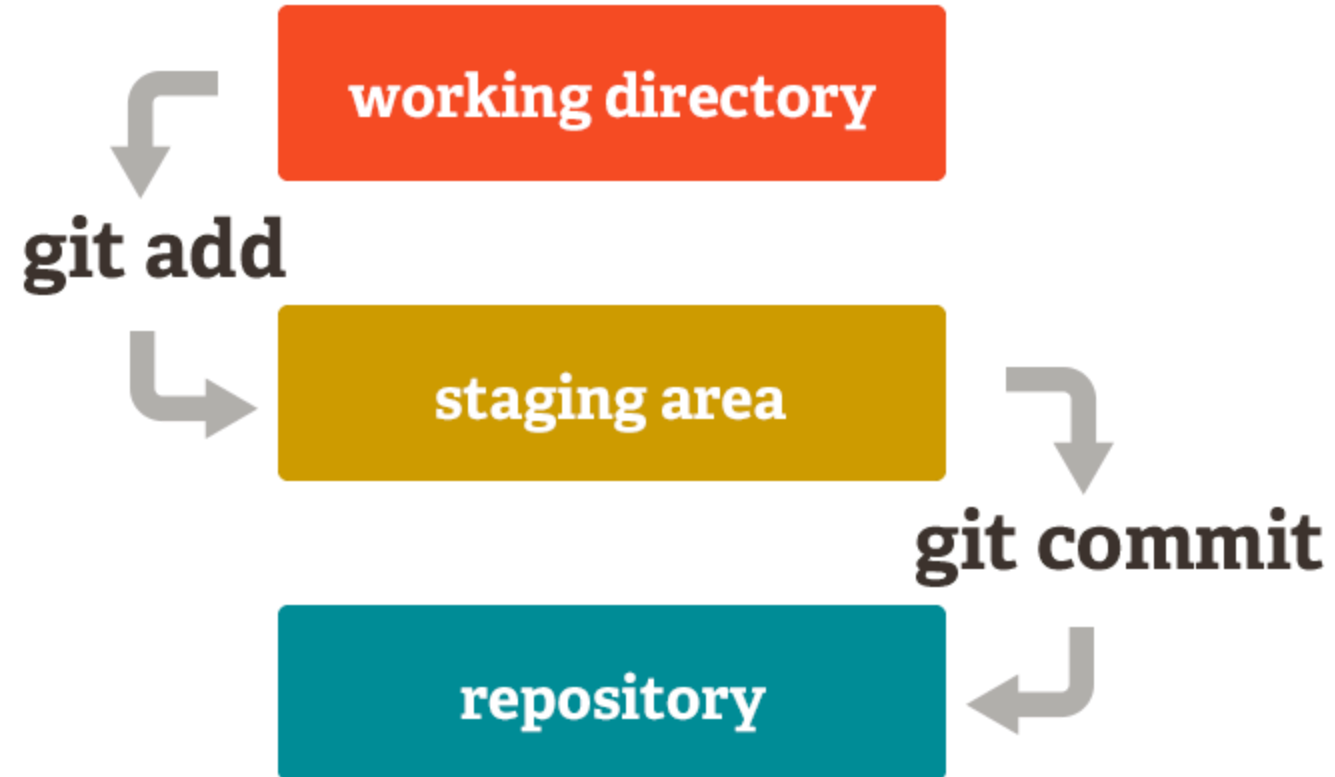 working directory
git add
staging area
git commit
repository